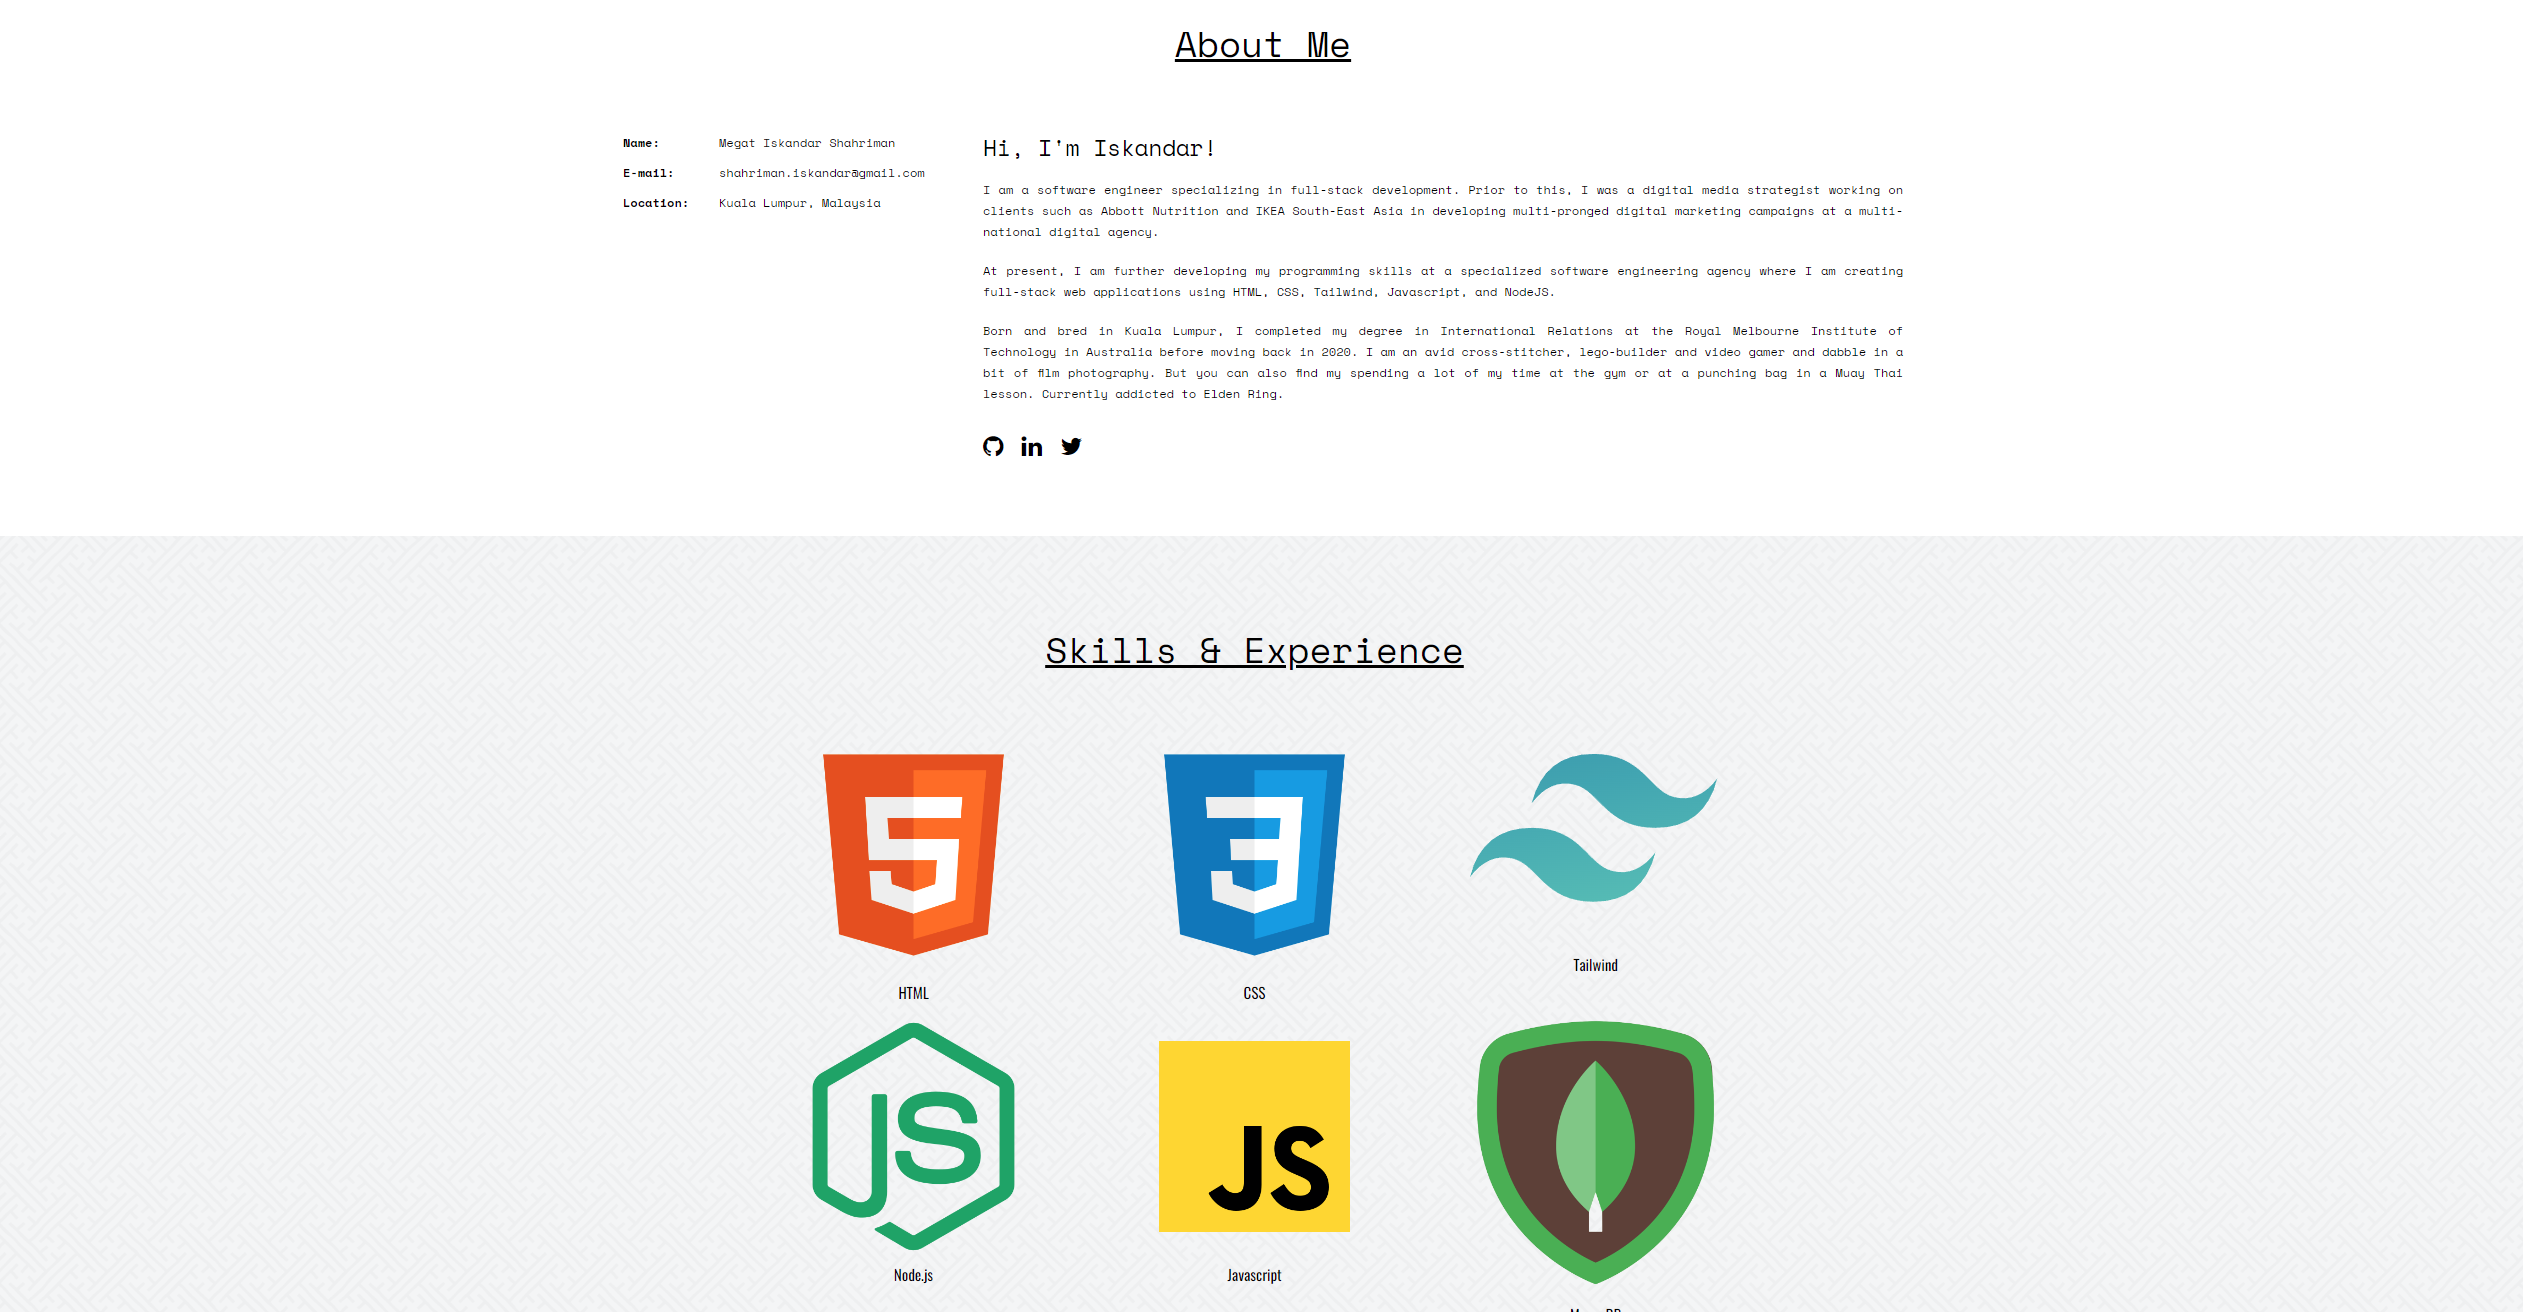 About Me
Name: Megat Iskandar Shahriman
E-mail: shahriman.iskandar@gmail.com
Location: Kuala Lumpur, Malaysia
Hi, I'm Iskandar!
I am a software engineer specializing in full-stack development. Prior to this, I was a digital media strategist working on
clients such as Abbott Nutrition and IKEA South-East Asia in developing multi-pronged digital marketing campaigns at a multi-
national digital agency.
At present, I am further developing my programming skills at a specialized software engineering agency where I am creating
full-stack web applications using HTML, CSS, Tailwind, Javascript, and NodeJS.
Born and bred in Kuala Lumpur, I completed my degree in International Relations at the Royal Melbourne Institute of
Technology in Australia before moving back in 2020. I am an avid cross-stitcher, lego-builder and video gamer and dabble in a
bit of film photography. But you can also find my spending a lot of my time at the gym or at a punching bag in a Muay Thai
lesson. Currently addicted to Elden Ring.
in
Skills & Experience
5
3
Tailwind
HTML
CSS
JS
JS
Node.js
Javascript